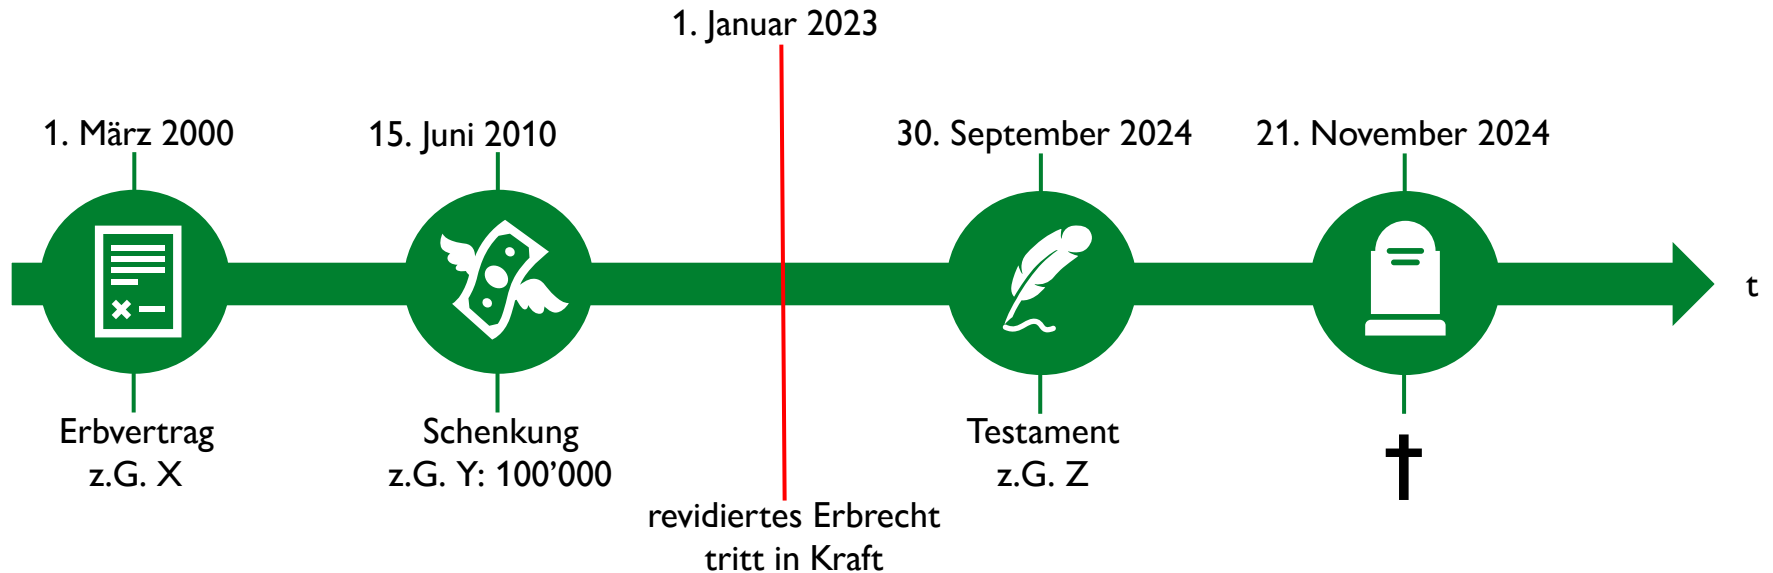 1. Januar 2023
1. März 2000
15. Juni 2010
30. September 2024
21. November 2024
t
Erbvertrag
z.G. X
Schenkung
z.G. Y: 100’000
Testament
z.G. Z
revidiertes Erbrecht
tritt in Kraft